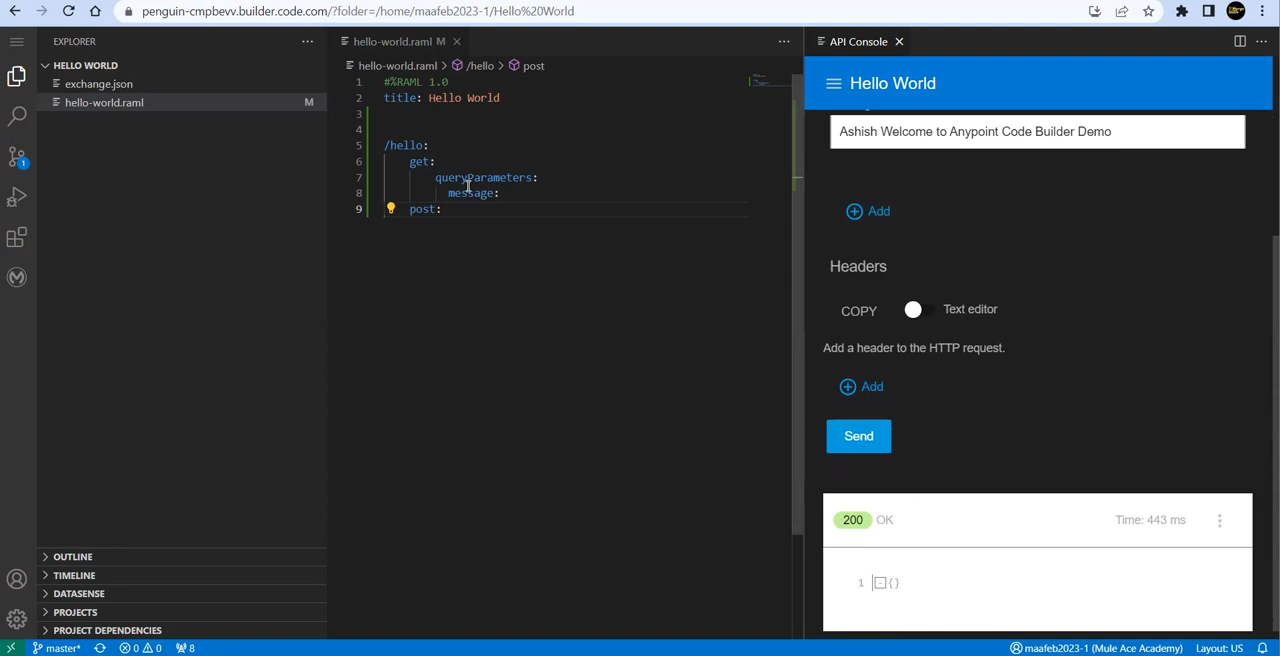 penguin-cmpbevv.builder.code.com/?folder=/home/maafeb2023-1/Hello%20World
EXPLORER
HELLO WORLD
exchange.json
hello-world.raml M
OUTLINE
TIMELINE
DATASENSE
PROJECTS
PROJECT DEPENDENCIES
1
hello-world.raml M
hello-world.raml > /hello > post
1 #%RAML 1.0
2 title: Hello World
3
4
5 /hello:
6 get:
7 queryParameters:
8 message:
9 post:
API Console
Hello World
Ashish Welcome to Anypoint Code Builder Demo
Add
Headers
COPY Text editor
Add a header to the HTTP request.
Add
Send
200 OK Time: 443 ms
1 {}
master* 0 0 8 maafeb2023-1 (Mule Ace Academy) Layout: US